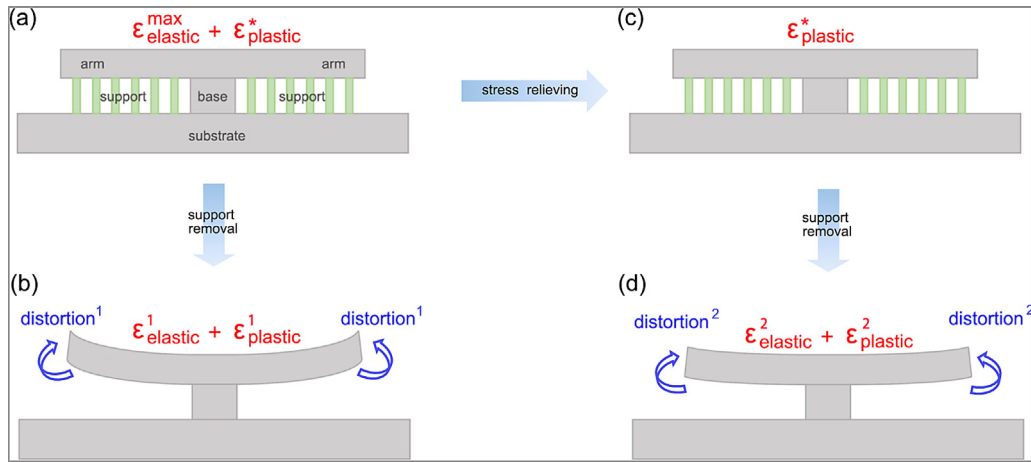 (a)
ε^max_elastic + ε^*_plastic
arm arm
support base support
substrate
stress relieving
(c)
ε^*_plastic
support
removal
support
removal
(b)
distortion^1 ε^1_elastic + ε^1_plastic distortion^1
(d)
distortion^2 ε^2_elastic + ε^2_plastic distortion^2